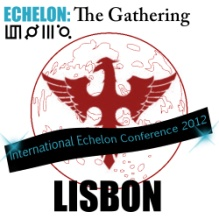 ECHELON: The Gathering
International Echelon Conference 2012
LISBON